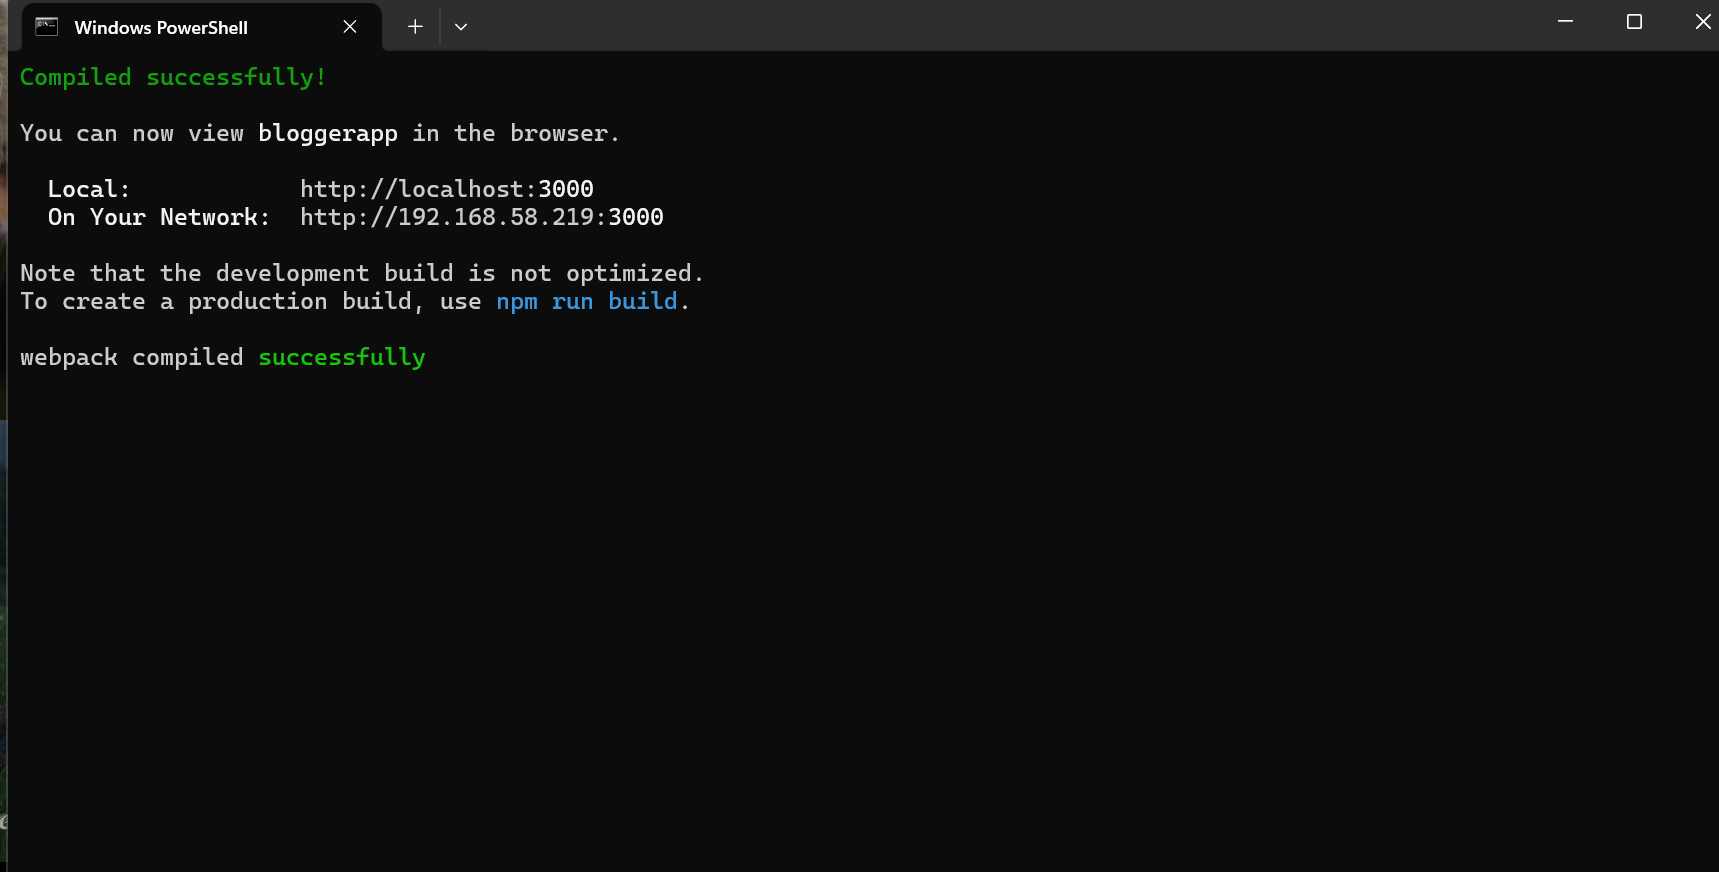 Windows PowerShell
Compiled successfully!
You can now view bloggerapp in the browser.
Local: http://localhost:3000
On Your Network: http://192.168.58.219:3000
Note that the development build is not optimized.
To create a production build, use npm run build.
webpack compiled successfully